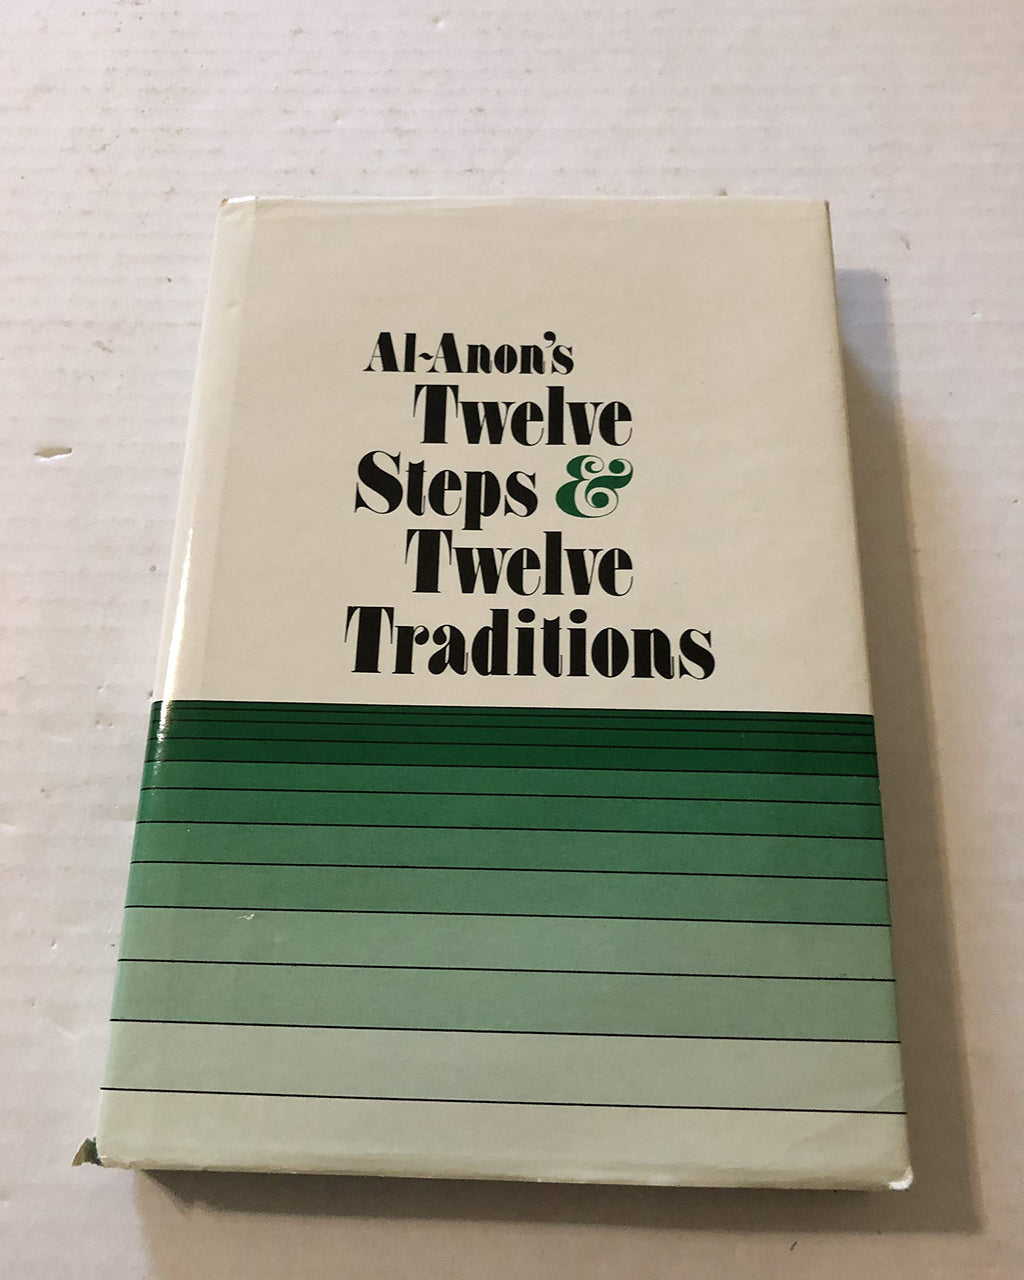 Al-Anon's
Twelve
Steps &
Twelve
Traditions